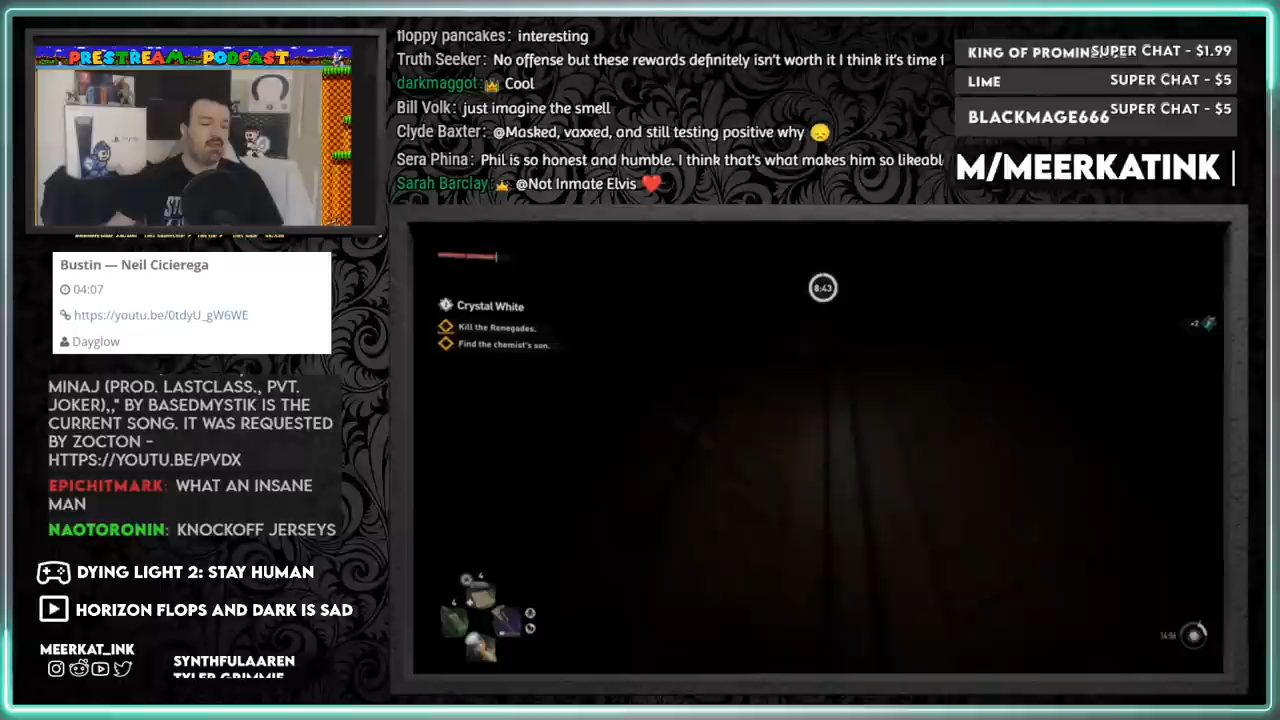 PRESTREAM PODCAST
floppy pancakes: interesting
Truth Seeker: No offense but these rewards definitely isn't worth it I think it's time
darkmaggot: Cool
Bill Volk: just imagine the smell
Clyde Baxter: @Masked, vaxxed, and still testing positive why 😞
Sera Phina: Phil is so honest and humble. I think that's what makes him so likeabl
Sarah Barclay: @Not Inmate Elvis ❤️
KING OF PROMIN SUPER CHAT - $1.99
LIME SUPER CHAT - $5
BLACKMAGE666 SUPER CHAT - $5
M/MEERKATINK |
Bustin — Neil Cicierega
04:07
https://youtu.be/0tdyU_gW6WE
Dayglow
MINAJ (PROD. LASTCLASS., PVT.
JOKER),," BY BASEDMYSTIK IS THE
CURRENT SONG. IT WAS REQUESTED
BY ZOCTON -
HTTPS://YOUTU.BE/PVDX
EPICHITMARK: WHAT AN INSANE
MAN
NAOTORONIN: KNOCKOFF JERSEYS
DYING LIGHT 2: STAY HUMAN
HORIZON FLOPS AND DARK IS SAD
MEERKAT_INK
SYNTHFULAAREN
TYLER GRIMMIE
8:43
Crystal White
Kill the Renegades.
Find the chemist's son.
×2
4
4
14:56